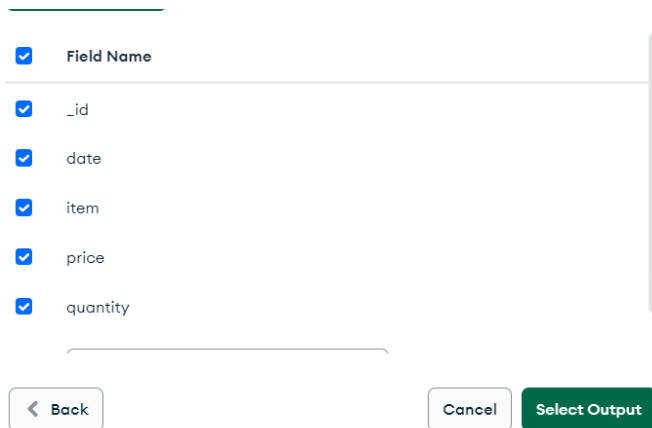 Field Name
_id
date
item
price
quantity
Back
Cancel
Select Output